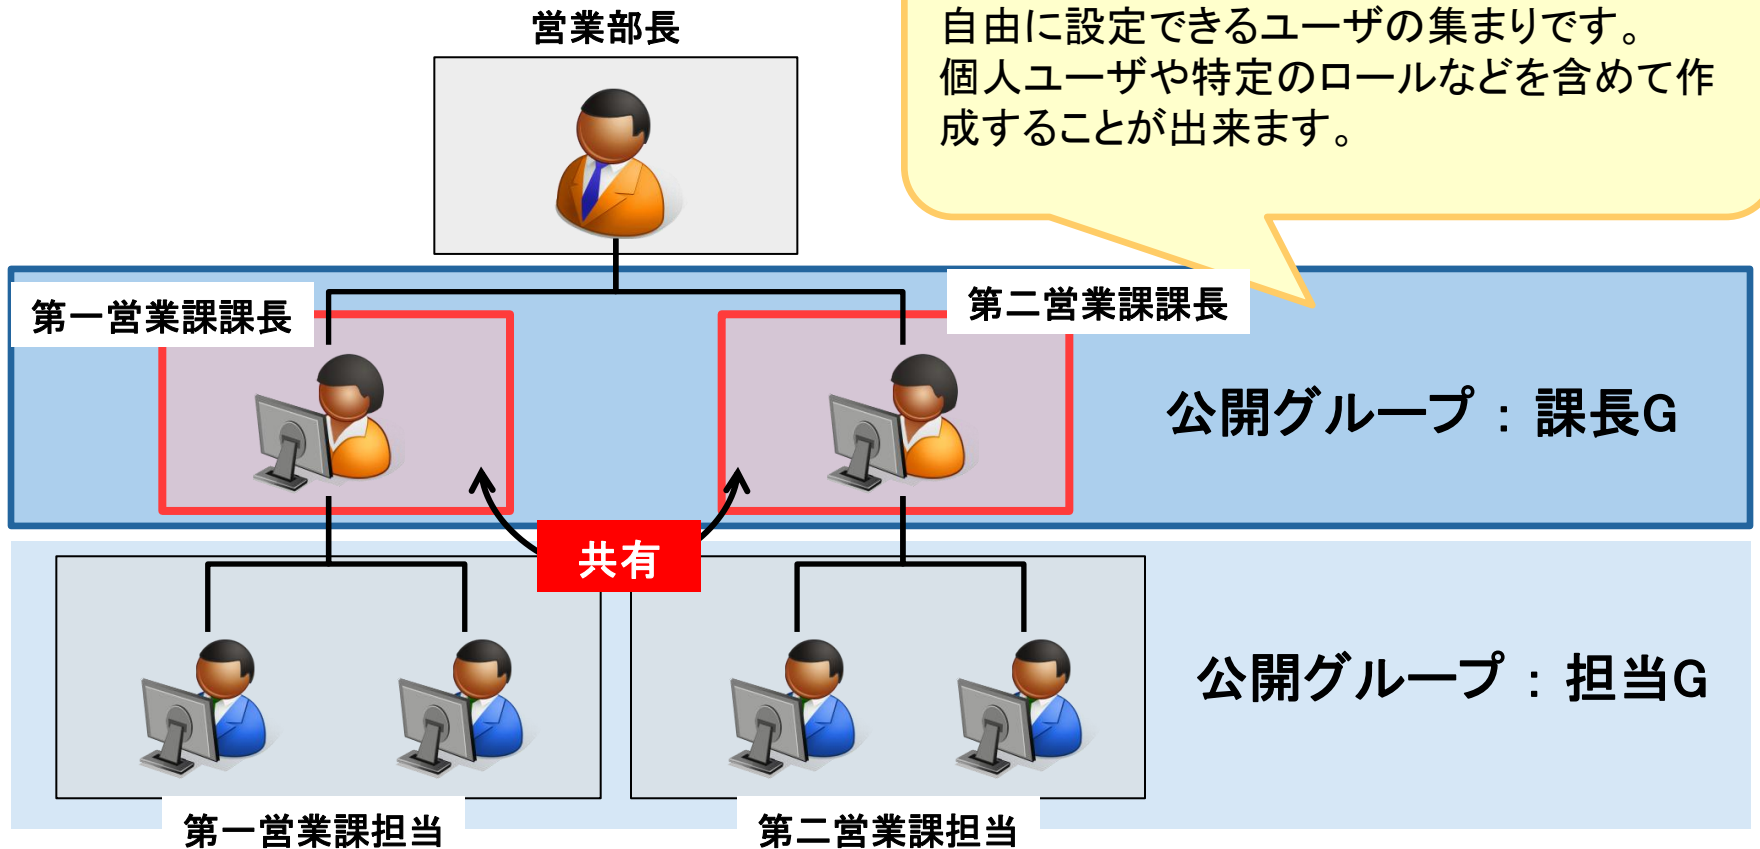 営業部長
自由に設定できるユーザの集まりです。
個人ユーザや特定のロールなどを含めて作
成することが出来ます。
第一営業課課長
第二営業課課長
公開グループ：課長G
共有
公開グループ：担当G
第一営業課担当
第二営業課担当